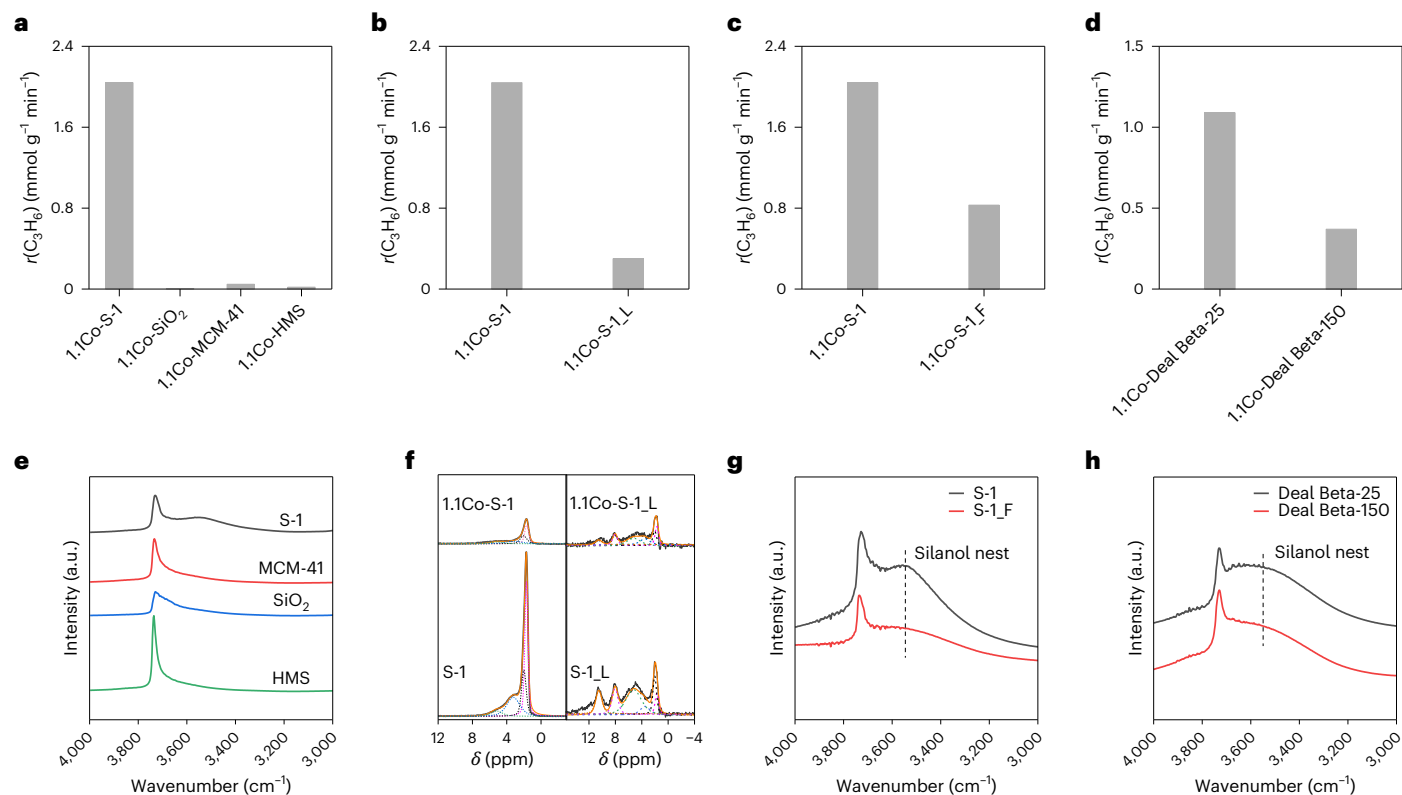 a
2.4
1.6
0.8
0
r(C₃H₆) (mmol g⁻¹ min⁻¹)
1.1Co-S-1
1.1Co-SiO₂
1.1Co-MCM-41
1.1Co-HMS
b
2.4
1.6
0.8
0
r(C₃H₆) (mmol g⁻¹ min⁻¹)
1.1Co-S-1
1.1Co-S-1_L
c
2.4
1.6
0.8
0
r(C₃H₆) (mmol g⁻¹ min⁻¹)
1.1Co-S-1
1.1Co-S-1_F
d
1.5
1.0
0.5
0
r(C₃H₆) (mmol g⁻¹ min⁻¹)
1.1Co-Deal Beta-25
1.1Co-Deal Beta-150
e
Intensity (a.u.)
S-1
MCM-41
SiO₂
HMS
4,000 3,800 3,600 3,400 3,200 3,000
Wavenumber (cm⁻¹)
f
1.1Co-S-1
1.1Co-S-1_L
S-1
S-1_L
12 8 4 0
12 8 4 0 −4
δ (ppm)
δ (ppm)
g
Intensity (a.u.)
S-1
S-1_F
Silanol nest
4,000 3,800 3,600 3,400 3,200 3,000
Wavenumber (cm⁻¹)
h
Intensity (a.u.)
Deal Beta-25
Deal Beta-150
Silanol nest
4,000 3,800 3,600 3,400 3,200 3,000
Wavenumber (cm⁻¹)